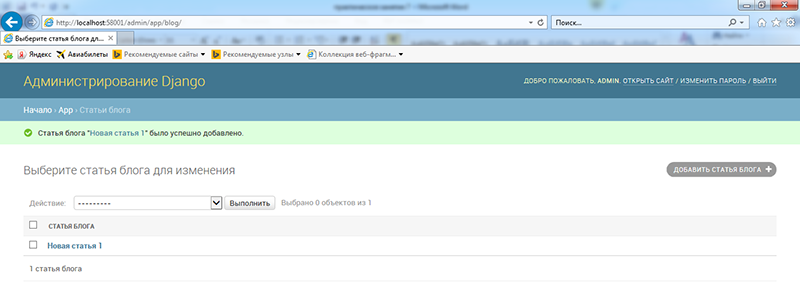 http://localhost:58001/admin/app/blog/
Поиск...
Выберите статья блога для...
Яндекс Авиабилеты Рекомендуемые сайты Рекомендуемые узлы Коллекция веб-фрагм...
Администрирование Django
ДОБРО ПОЖАЛОВАТЬ, ADMIN. ОТКРЫТЬ САЙТ / ИЗМЕНИТЬ ПАРОЛЬ / ВЫЙТИ
Начало › App › Статьи блога
Статья блога "Новая статья 1" было успешно добавлено.
Выберите статья блога для изменения
ДОБАВИТЬ СТАТЬЯ БЛОГА +
Действие: --------- Выполнить Выбрано 0 объектов из 1
СТАТЬЯ БЛОГА
Новая статья 1
1 статья блога